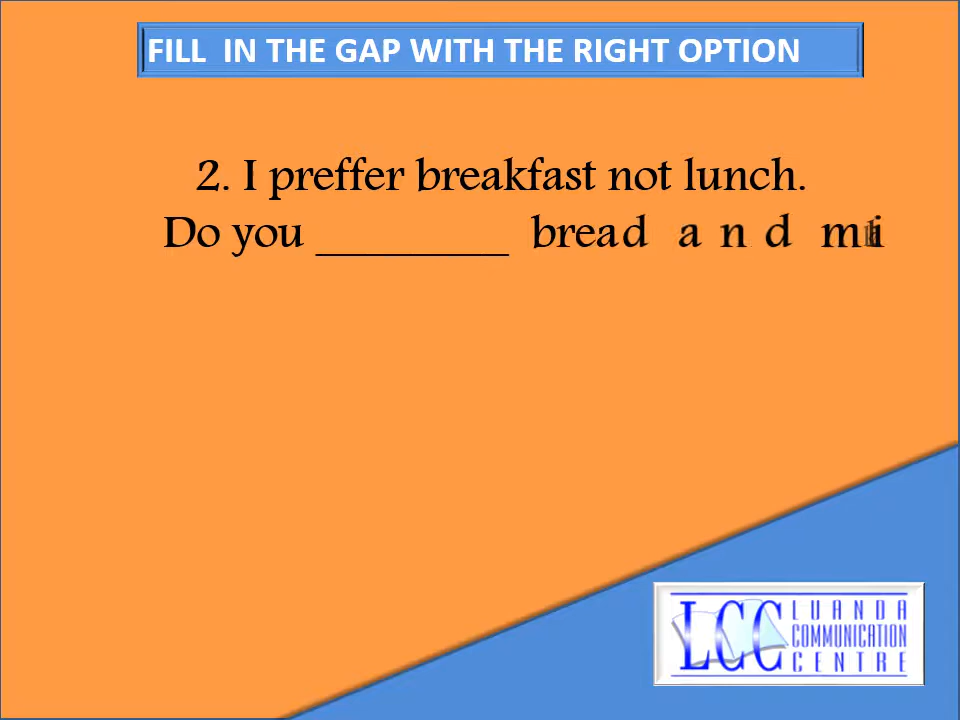 FILL IN THE GAP WITH THE RIGHT OPTION
2. I preffer breakfast not lunch.
Do you ________ bread and
LCC LUANDA
COMMUNICATION
CENTRE